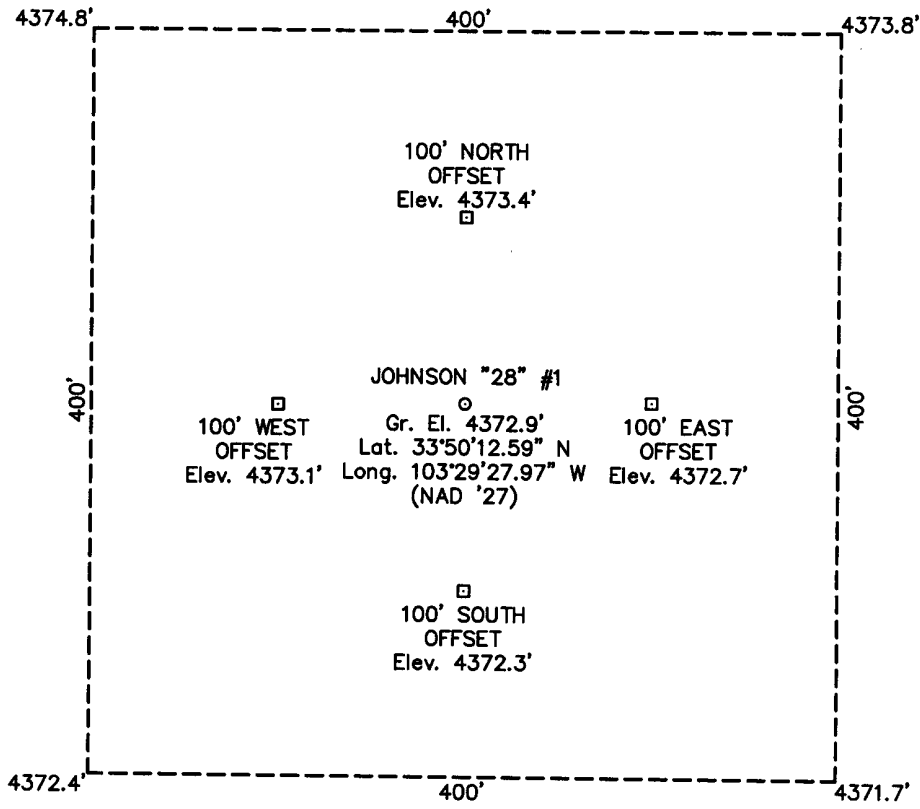 4374.8'
400'
4373.8'
100' NORTH
OFFSET
Elev. 4373.4'
400'
400'
JOHNSON "28" #1
Gr. El. 4372.9'
Lat. 33°50'12.59" N
Long. 103°29'27.97" W
(NAD '27)
100' WEST
OFFSET
Elev. 4373.1'
100' EAST
OFFSET
Elev. 4372.7'
100' SOUTH
OFFSET
Elev. 4372.3'
4372.4'
400'
4371.7'